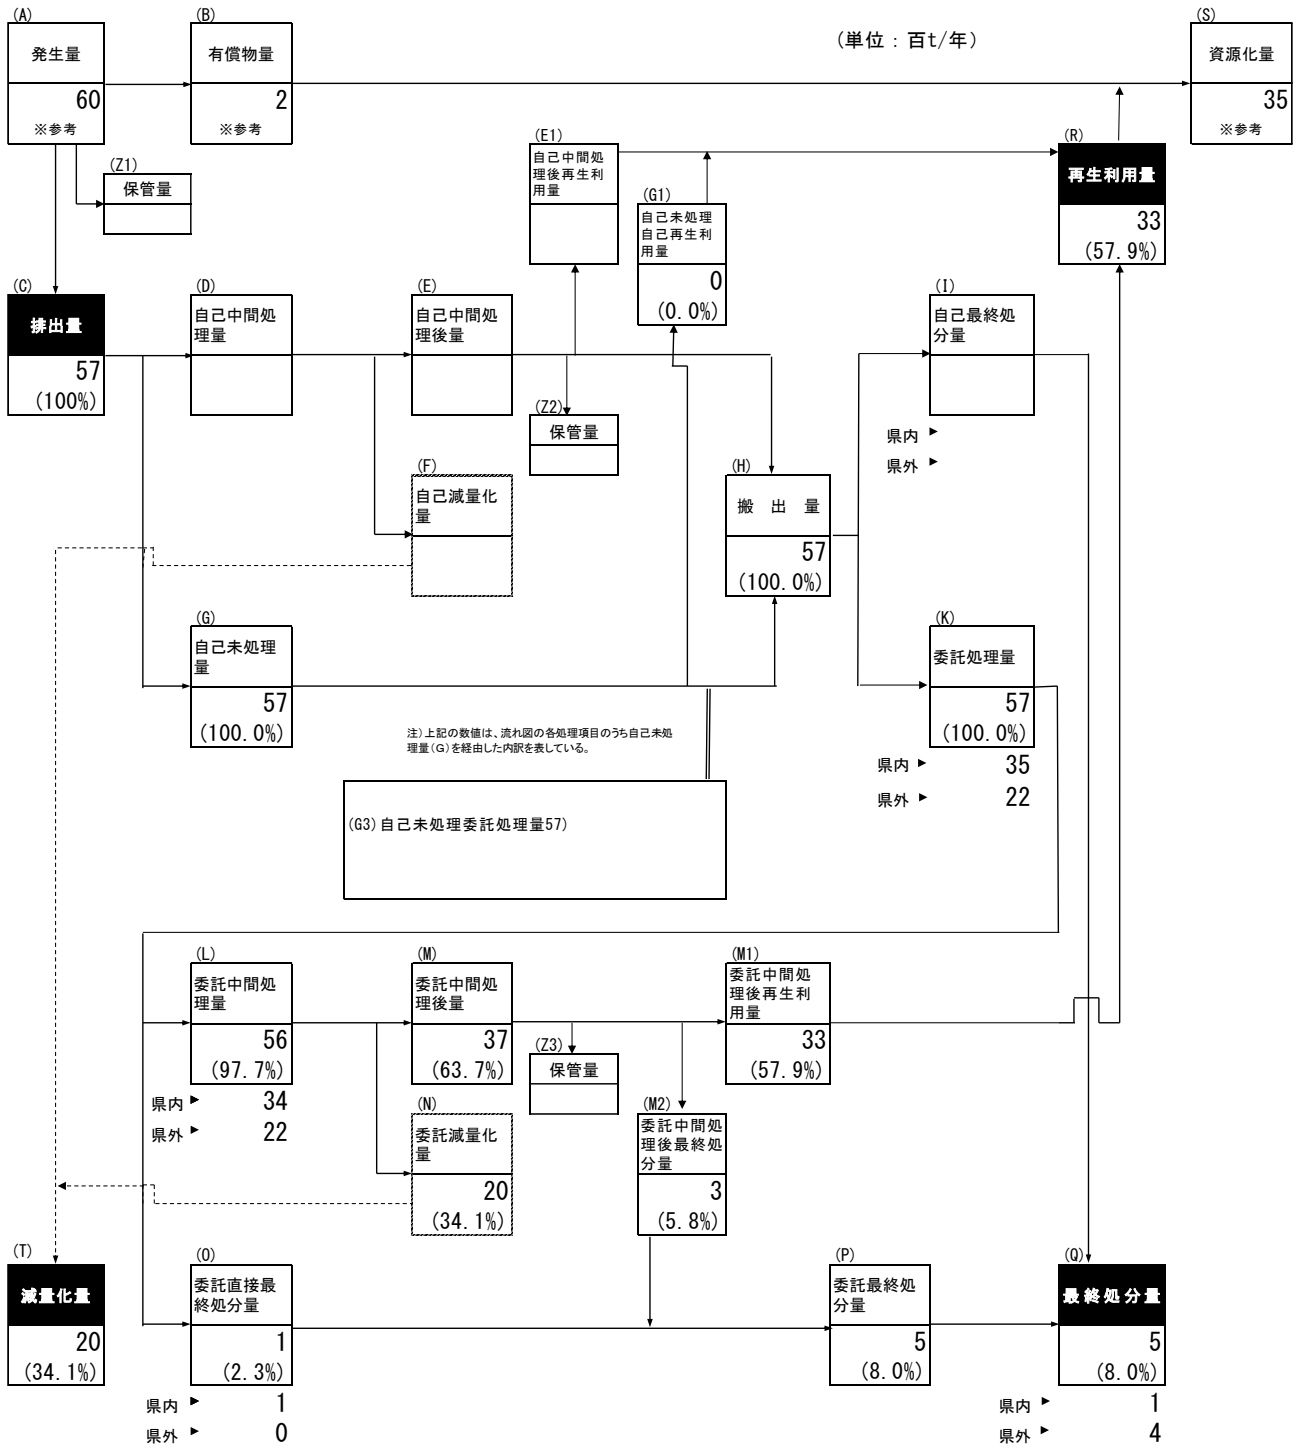 (A)
発生量
60
※参考
(B)
有償物量
2
※参考
(単位：百t/年)
(S)
資源化量
35
※参考
(Z1)
保管量
(E1)
自己中間処
理後再生利
用量
(G1)
自己未処理
自己再生利
用量
0
(0.0%)
(R)
再生利用量
33
(57.9%)
(C)
排出量
57
(100%)
(D)
自己中間処
理量
(E)
自己中間処
理後量
(Z2)
保管量
(F)
自己減量化
量
(H)
搬 出 量
57
(100.0%)
(I)
自己最終処
分量
県内
県外
(G)
自己未処理
量
57
(100.0%)
(K)
委託処理量
57
(100.0%)
県内 35
県外 22
注)上記の数値は、流れ図の各処理項目のうち自己未処
理量(G)を経由した内訳を表している。
(G3)自己未処理委託処理量57)
(L)
委託中間処
理量
56
(97.7%)
県内 34
県外 22
(M)
委託中間処
理後量
37
(63.7%)
(Z3)
保管量
(M1)
委託中間処
理後再生利
用量
33
(57.9%)
(N)
委託減量化
量
20
(34.1%)
(M2)
委託中間処
理後最終処
分量
3
(5.8%)
(T)
減量化量
20
(34.1%)
(O)
委託直接最
終処分量
1
(2.3%)
県内 1
県外 0
(P)
委託最終処
分量
5
(8.0%)
(Q)
最終処分量
5
(8.0%)
県内 1
県外 4